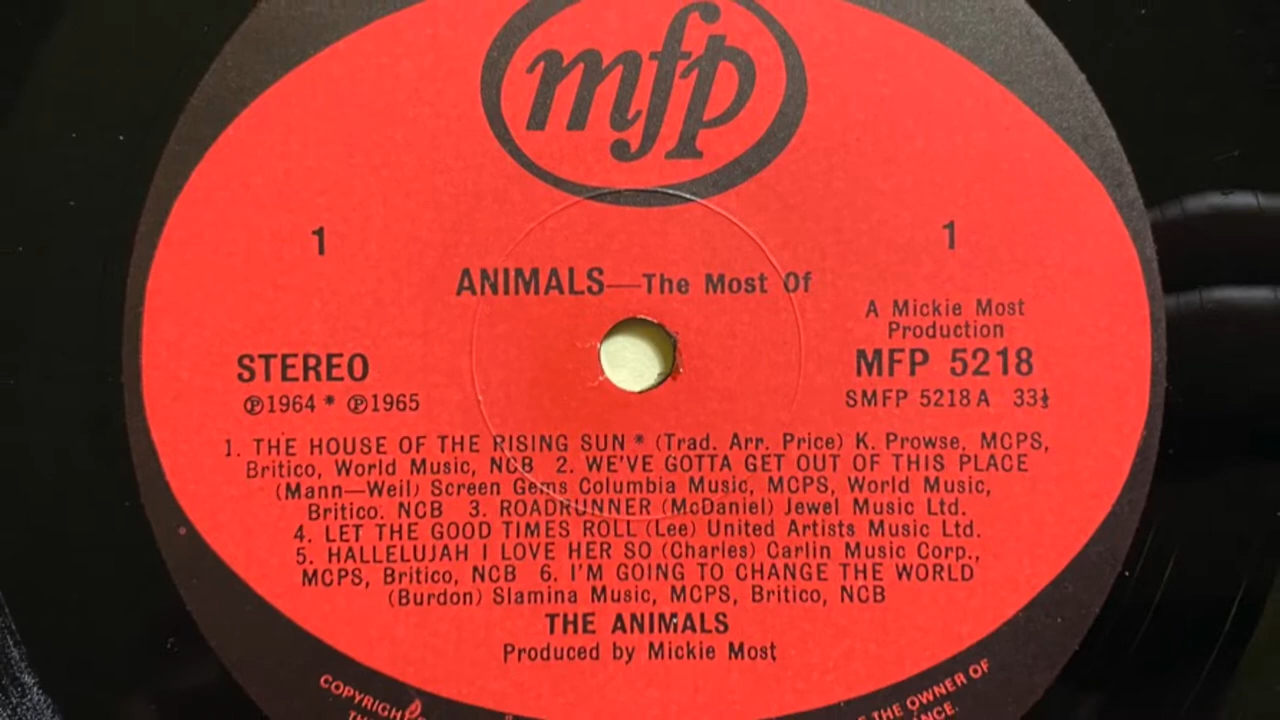 mfp
1 1
ANIMALS—The Most Of
A Mickie Most
Production
STEREO MFP 5218
℗1964 * ℗1965 SMFP 5218 A 33⅓
1. THE HOUSE OF THE RISING SUN * (Trad. Arr. Price) K. Prowse, MCPS,
Britico, World Music, NCB 2. WE'VE GOTTA GET OUT OF THIS PLACE
(Mann—Weil) Screen Gems Columbia Music, MCPS, World Music,
Britico. NCB 3. ROADRUNNER (McDaniel) Jewel Music Ltd.
4. LET THE GOOD TIMES ROLL (Lee) United Artists Music Ltd.
5. HALLELUJAH I LOVE HER SO (Charles) Carlin Music Corp.,
MCPS, Britico, NCB 6. I'M GOING TO CHANGE THE WORLD
(Burdon) Slamina Music, MCPS, Britico, NCB
THE ANIMALS
Produced by Mickie Most
COPYRIGHT
THE OWNER OF